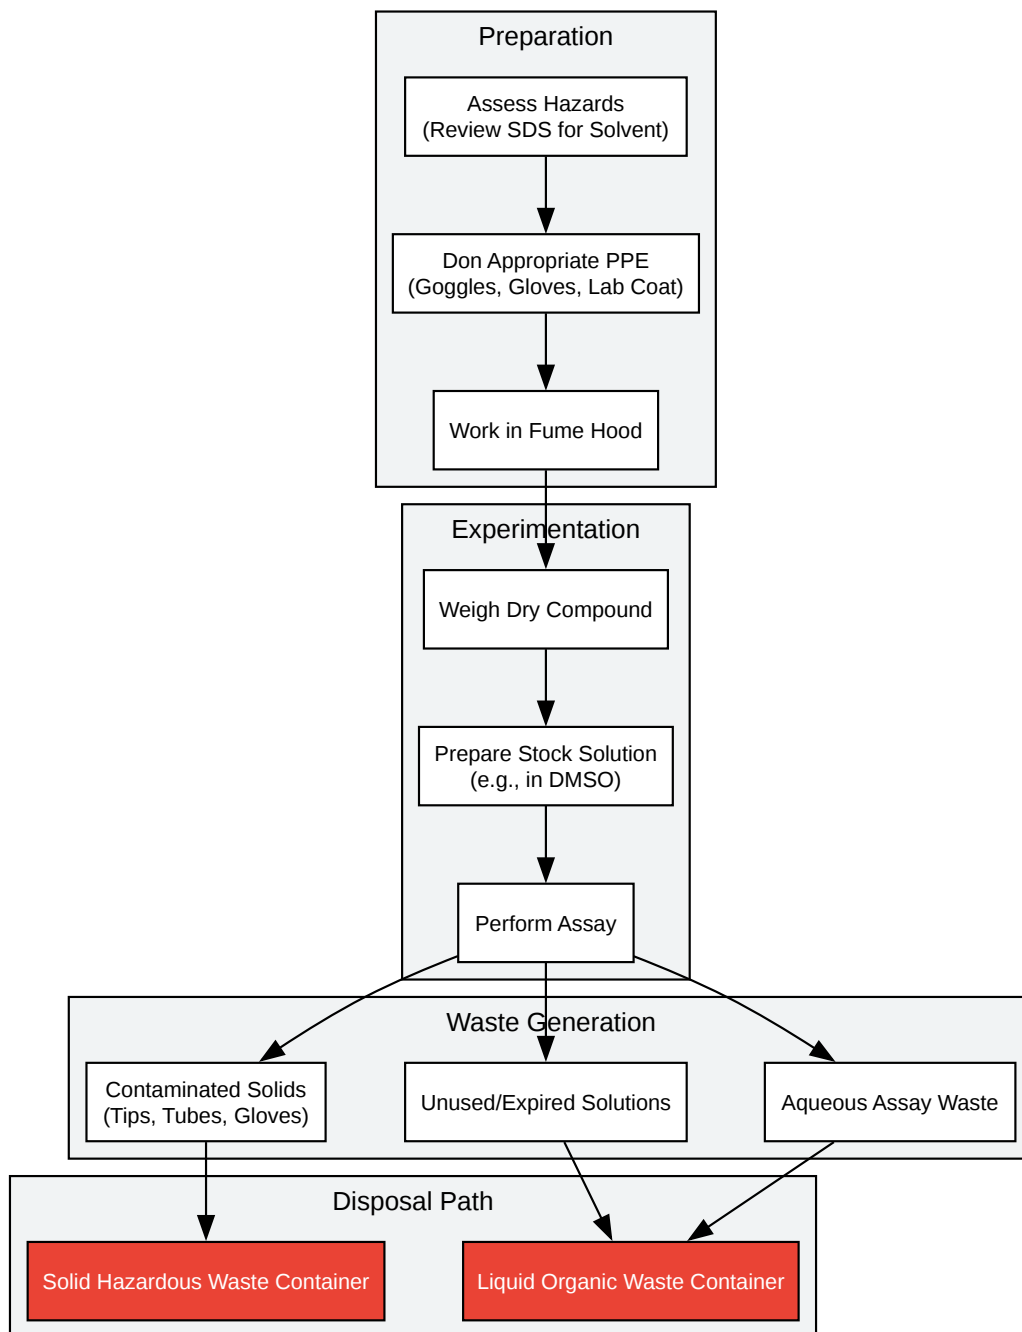 Preparation
Assess Hazards
(Review SDS for Solvent)
Don Appropriate PPE
(Goggles, Gloves, Lab Coat)
Work in Fume Hood
Experimentation
Weigh Dry Compound
Prepare Stock Solution
(e.g., in DMSO)
Perform Assay
Waste Generation
Contaminated Solids
(Tips, Tubes, Gloves)
Unused/Expired Solutions
Aqueous Assay Waste
Disposal Path
Solid Hazardous Waste Container
Liquid Organic Waste Container